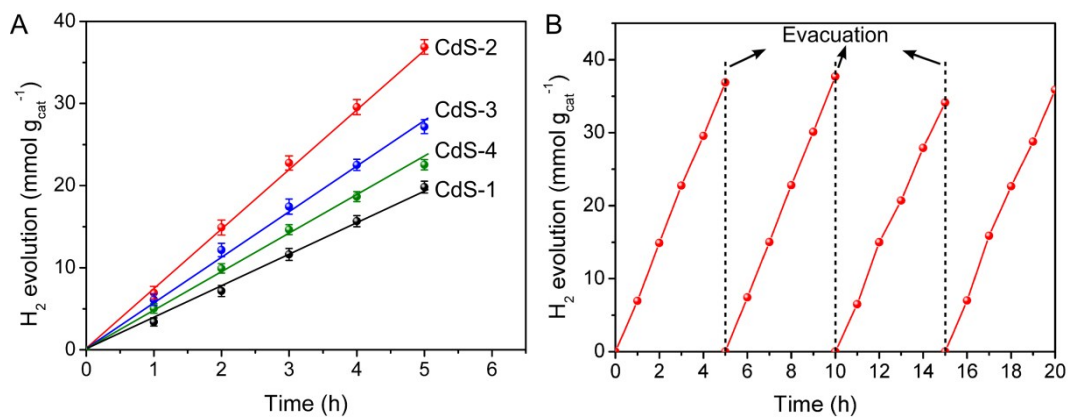 A
H₂ evolution (mmol g_cat⁻¹)
40
30
20
10
0
CdS-2
CdS-3
CdS-4
CdS-1
0 1 2 3 4 5 6
Time (h)
B
H₂ evolution (mmol g_cat⁻¹)
Evacuation
40
30
20
10
0
0 2 4 6 8 10 12 14 16 18 20
Time (h)